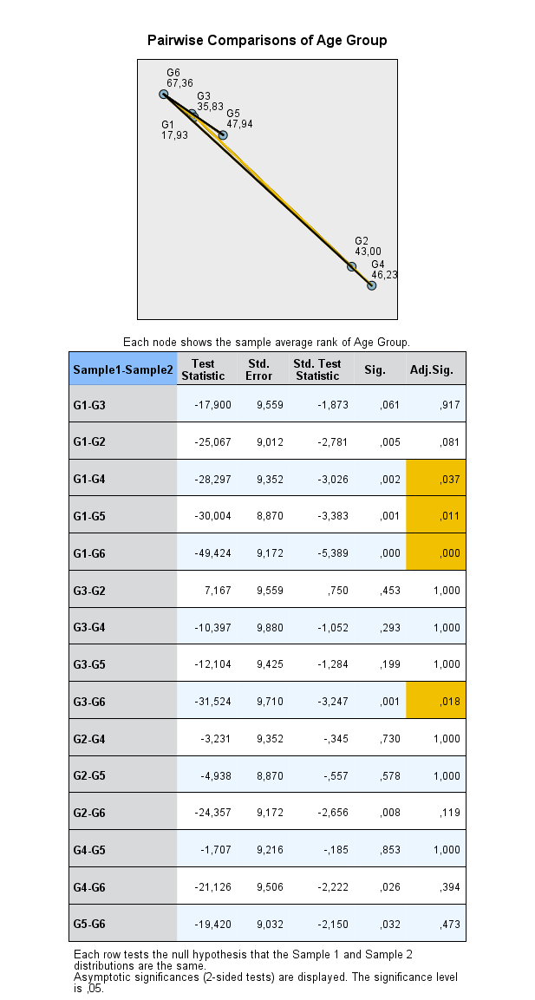 Pairwise Comparisons of Age Group
G6
67,36
G3
35,83
G5
47,94
G1
17,93
G2
43,00
G4
46,23
Each node shows the sample average rank of Age Group.
Sample1-Sample2 Test Statistic Std. Error Std. Test Statistic Sig. Adj.Sig.
G1-G3 -17,900 9,559 -1,873 ,061 ,917
G1-G2 -25,067 9,012 -2,781 ,005 ,081
G1-G4 -28,297 9,352 -3,026 ,002 ,037
G1-G5 -30,004 8,870 -3,383 ,001 ,011
G1-G6 -49,424 9,172 -5,389 ,000 ,000
G3-G2 7,167 9,559 ,750 ,453 1,000
G3-G4 -10,397 9,880 -1,052 ,293 1,000
G3-G5 -12,104 9,425 -1,284 ,199 1,000
G3-G6 -31,524 9,710 -3,247 ,001 ,018
G2-G4 -3,231 9,352 -,345 ,730 1,000
G2-G5 -4,938 8,870 -,557 ,578 1,000
G2-G6 -24,357 9,172 -2,656 ,008 ,119
G4-G5 -1,707 9,216 -,185 ,853 1,000
G4-G6 -21,126 9,506 -2,222 ,026 ,394
G5-G6 -19,420 9,032 -2,150 ,032 ,473
Each row tests the null hypothesis that the Sample 1 and Sample 2
distributions are the same.
Asymptotic significances (2-sided tests) are displayed. The significance level
is ,05.